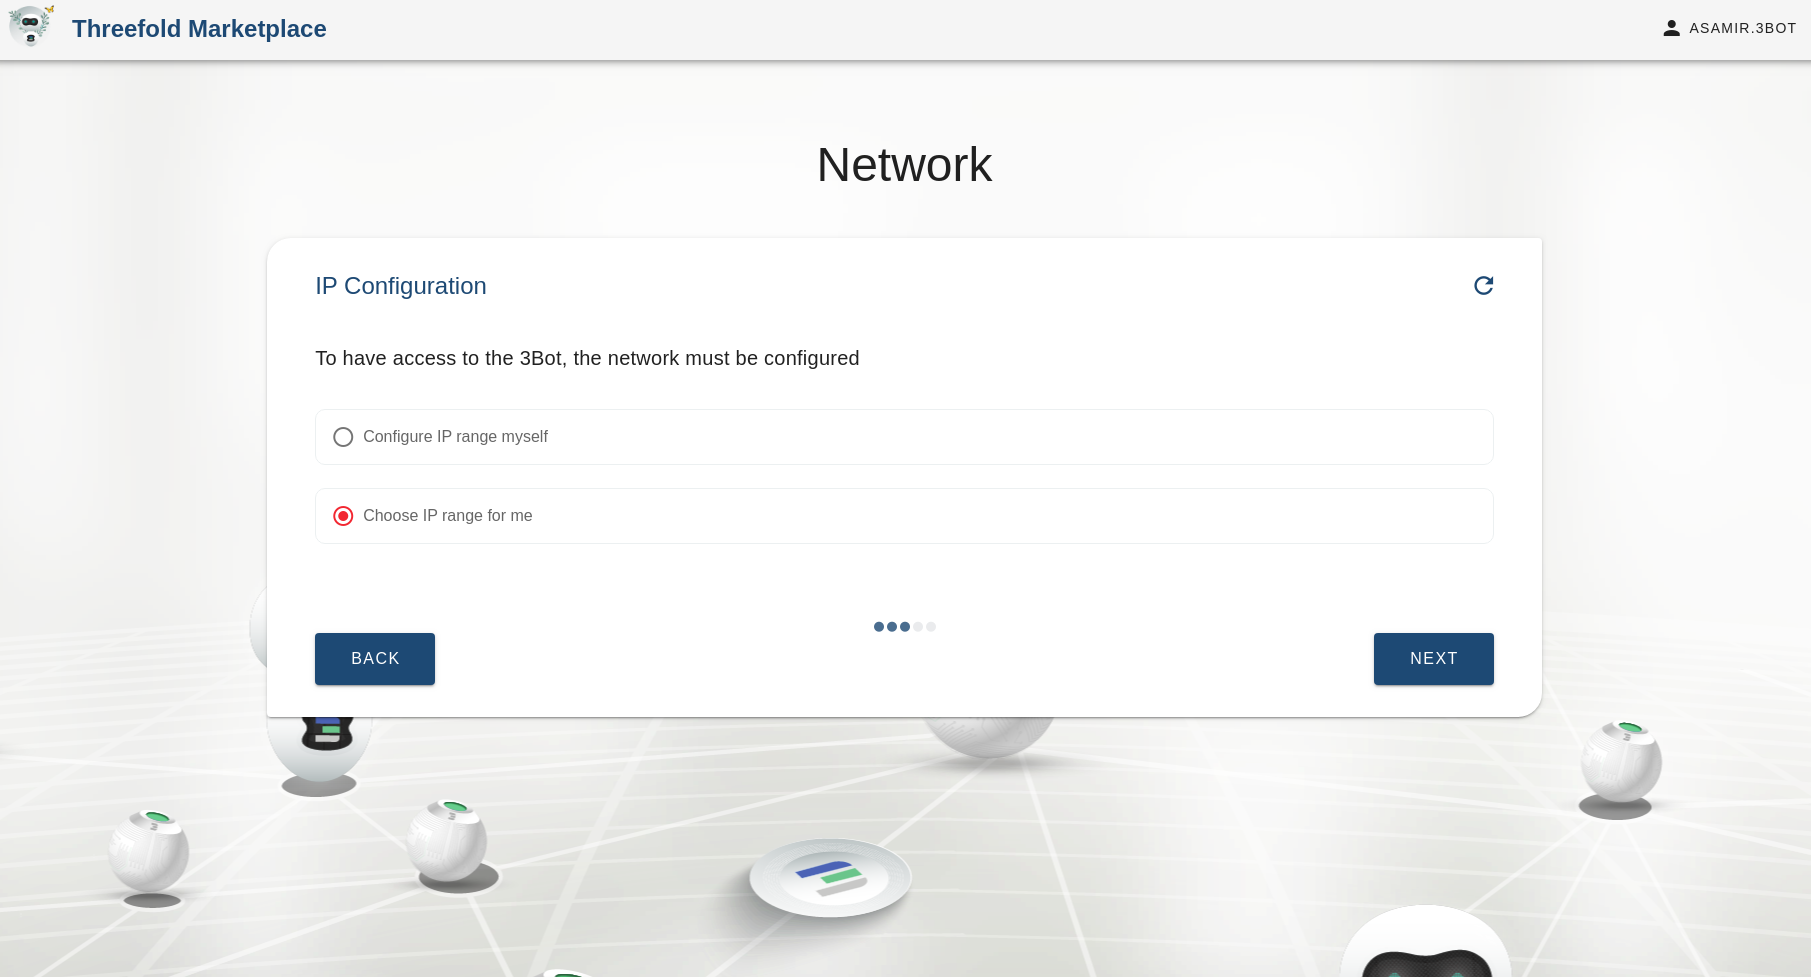 Threefold Marketplace
ASAMIR.3BOT
Network
IP Configuration
To have access to the 3Bot, the network must be configured
Configure IP range myself
Choose IP range for me
BACK
NEXT